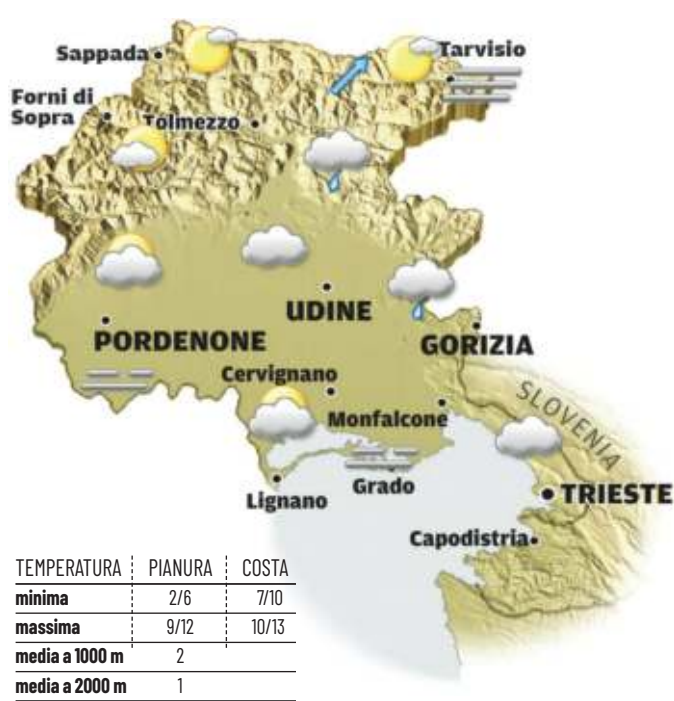 Sappada
Tarvisio
Forni di
Sopra
Tolmezzo
UDINE
PORDENONE
GORIZIA
Cervignano
SLOVENIA
Monfalcone
Lignano
Grado
TRIESTE
Capodistria
TEMPERATURA PIANURA COSTA
minima 2/6 7/10
massima 9/12 10/13
media a 1000 m 2
media a 2000 m 1